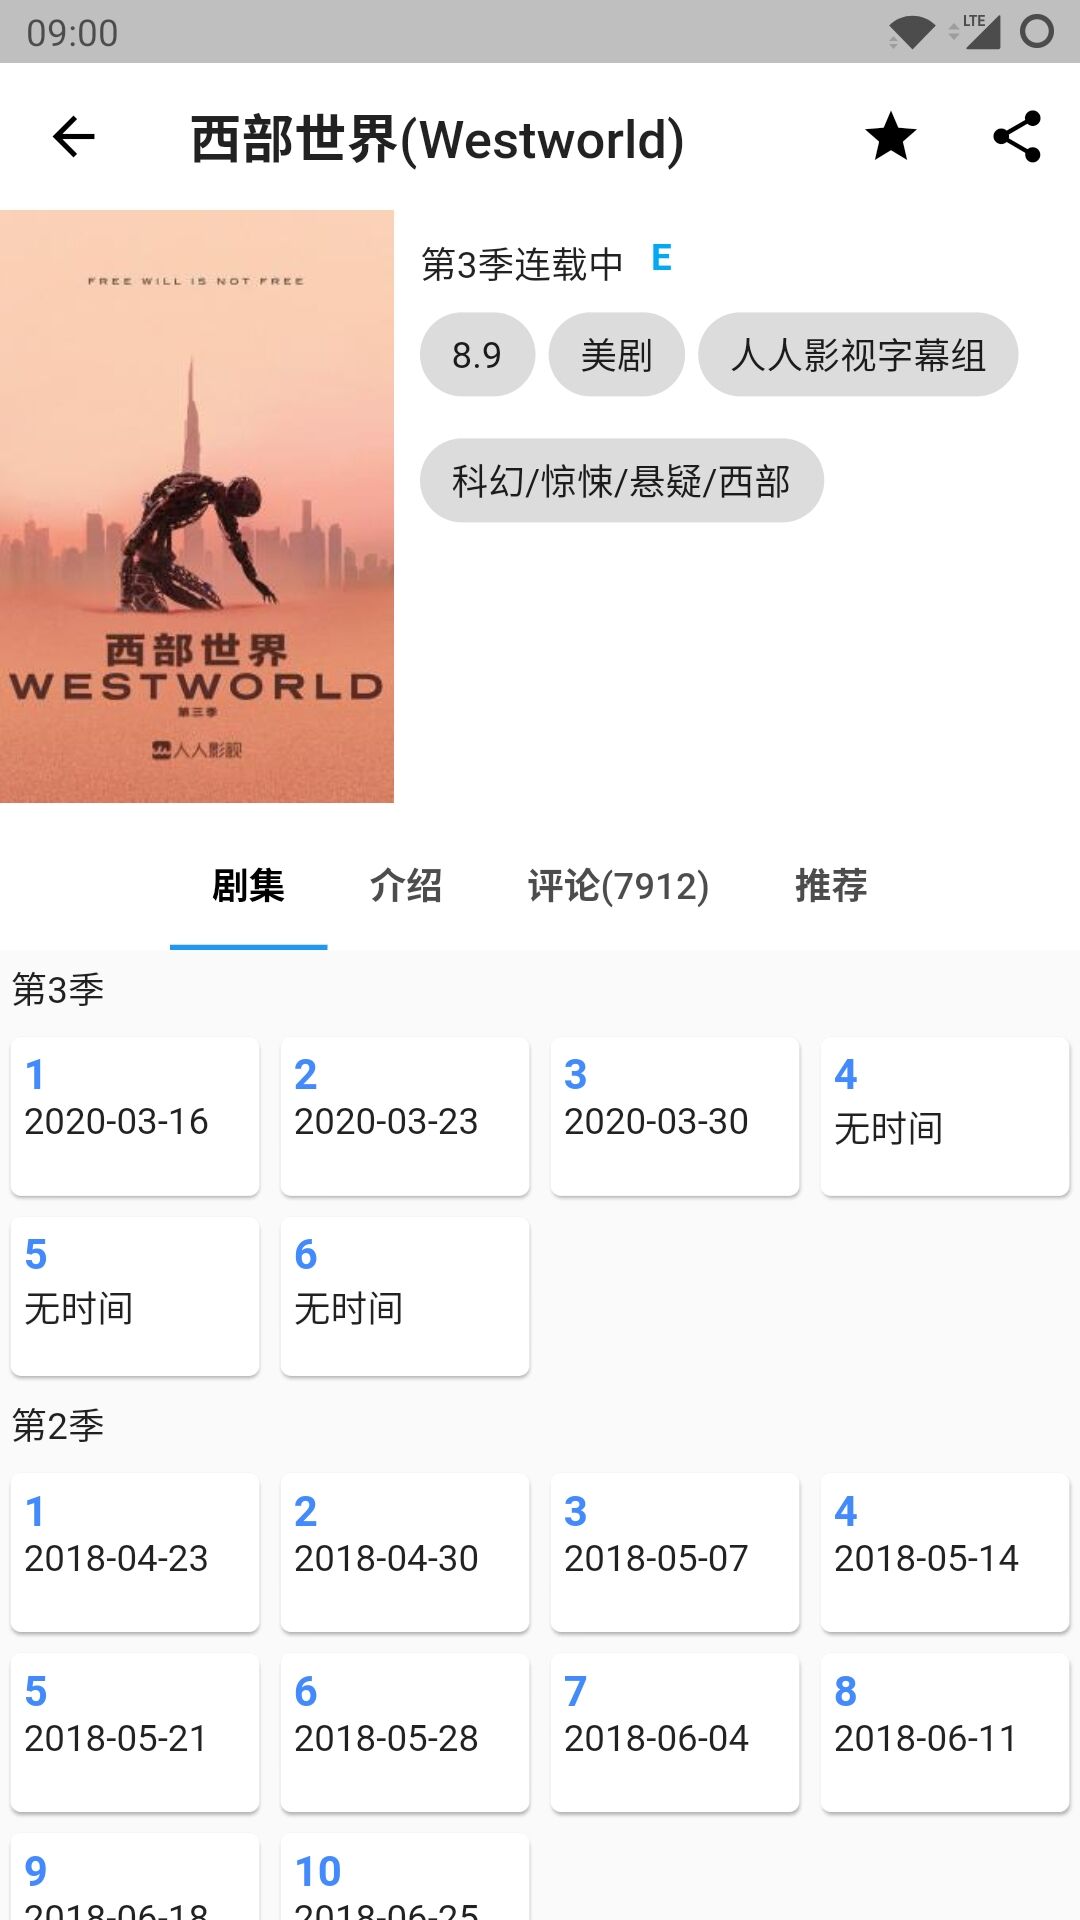 09:00
LTE
西部世界(Westworld)
FREE WILL IS NOT FREE
西部世界
WESTWORLD
第三季
人人影视
第3季连载中 E
8.9 美剧 人人影视字幕组
科幻/惊悚/悬疑/西部
剧集 介绍 评论(7912) 推荐
第3季
1 2 3 4
2020-03-16 2020-03-23 2020-03-30 无时间
5 6
无时间 无时间
第2季
1 2 3 4
2018-04-23 2018-04-30 2018-05-07 2018-05-14
5 6 7 8
2018-05-21 2018-05-28 2018-06-04 2018-06-11
9 10
2018-06-18 2018-06-25